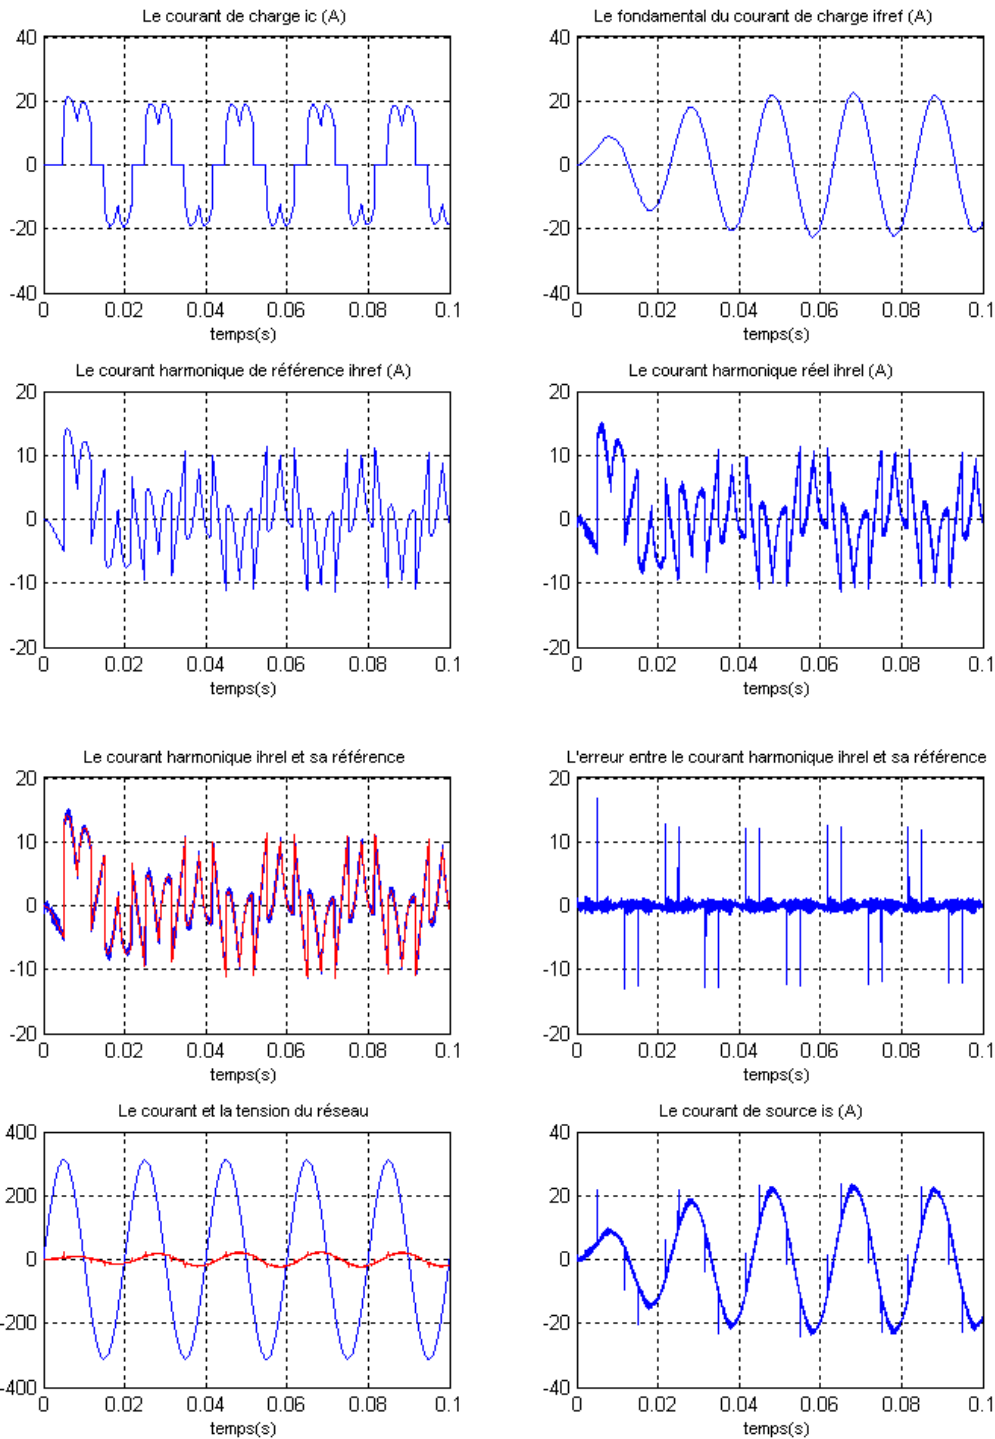 Le courant de charge ic (A)
40
20
0
-20
-40
0 0.02 0.04 0.06 0.08 0.1
temps(s)
Le fondamental du courant de charge ifref (A)
40
20
0
-20
-40
0 0.02 0.04 0.06 0.08 0.1
temps(s)
Le courant harmonique de référence ihref (A)
20
10
0
-10
-20
0 0.02 0.04 0.06 0.08 0.1
temps(s)
Le courant harmonique réel ihrel (A)
20
10
0
-10
-20
0 0.02 0.04 0.06 0.08 0.1
temps(s)
Le courant harmonique ihrel et sa référence
20
10
0
-10
-20
0 0.02 0.04 0.06 0.08 0.1
temps(s)
L'erreur entre le courant harmonique ihrel et sa référence
20
10
0
-10
-20
0 0.02 0.04 0.06 0.08 0.1
temps(s)
Le courant et la tension du réseau
400
200
0
-200
-400
0 0.02 0.04 0.06 0.08 0.1
temps(s)
Le courant de source is (A)
40
20
0
-20
-40
0 0.02 0.04 0.06 0.08 0.1
temps(s)